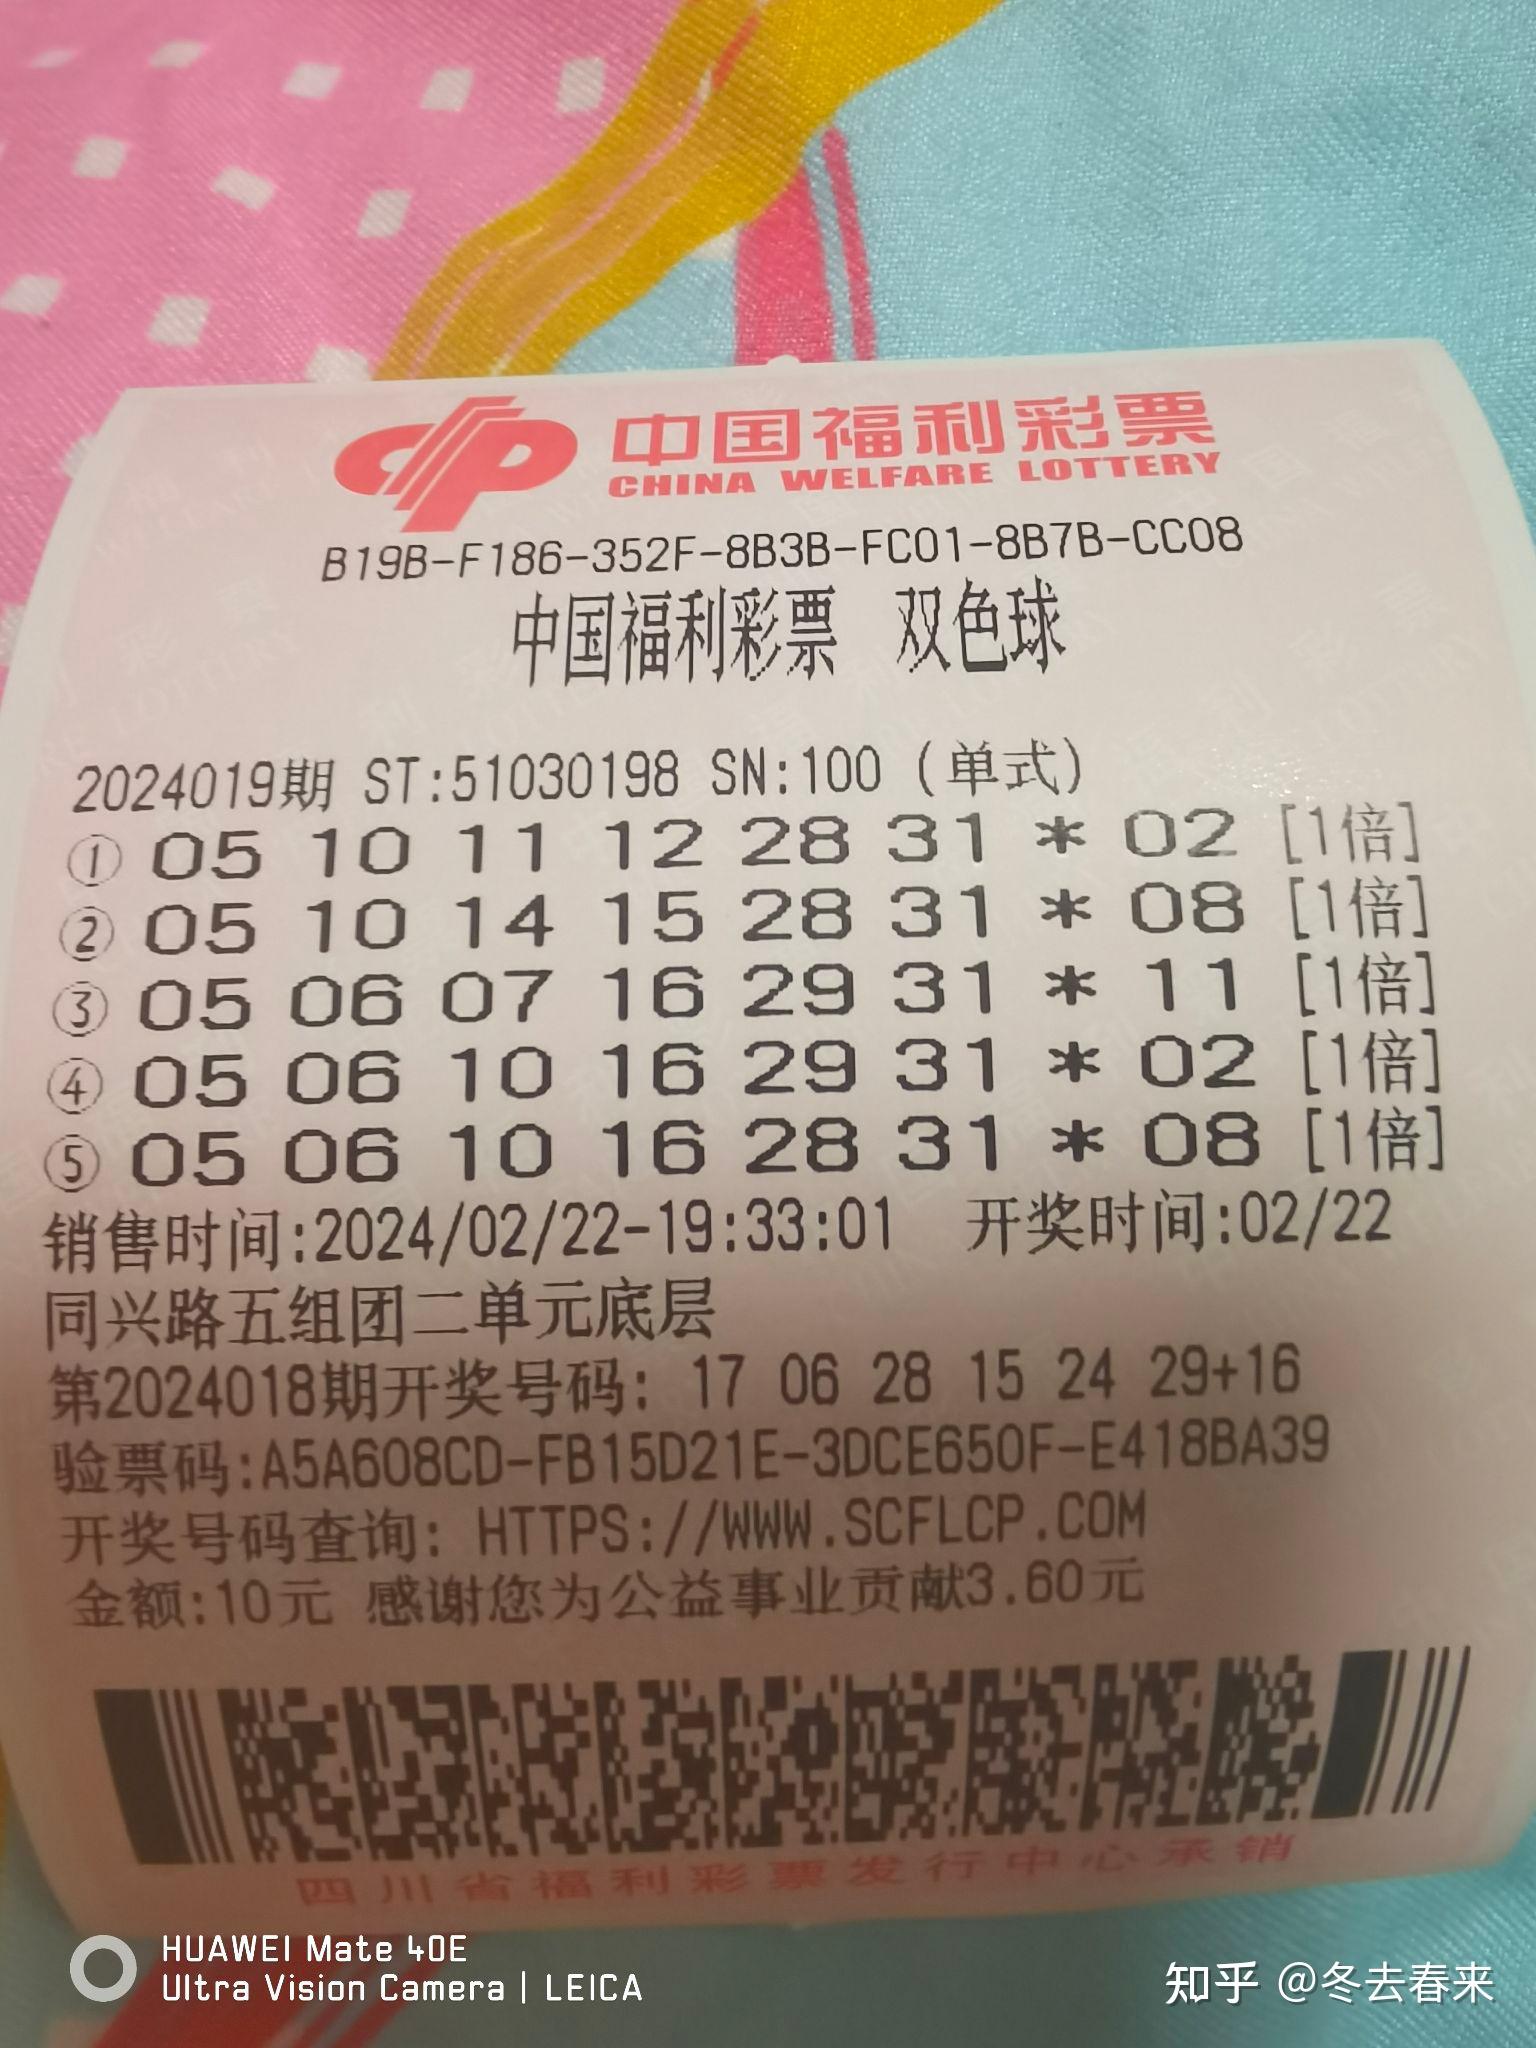 中国福利彩票
CHINA WELFARE LOTTERY
B19B-F186-352F-8B3B-FC01-8B7B-CC08
中国福利彩票 双色球
2024019期 ST:51030198 SN:100 (单式)
① 05 10 11 12 28 31 * 02 [1倍]
② 05 10 14 15 28 31 * 08 [1倍]
③ 05 06 07 16 29 31 * 11 [1倍]
④ 05 06 10 16 29 31 * 02 [1倍]
⑤ 05 06 10 16 28 31 * 08 [1倍]
销售时间:2024/02/22-19:33:01 开奖时间:02/22
同兴路五组团二单元底层
第2024018期开奖号码: 17 06 28 15 24 29+16
验票码:A5A608CD-FB15D21E-3DCE650F-E418BA39
开奖号码查询: HTTPS://WWW.SCFLCP.COM
金额:10元 感谢您为公益事业贡献3.60元
四川省福利彩票发行中心承销
HUAWEI Mate 40E
Ultra Vision Camera | LEICA
知乎 @冬去春来